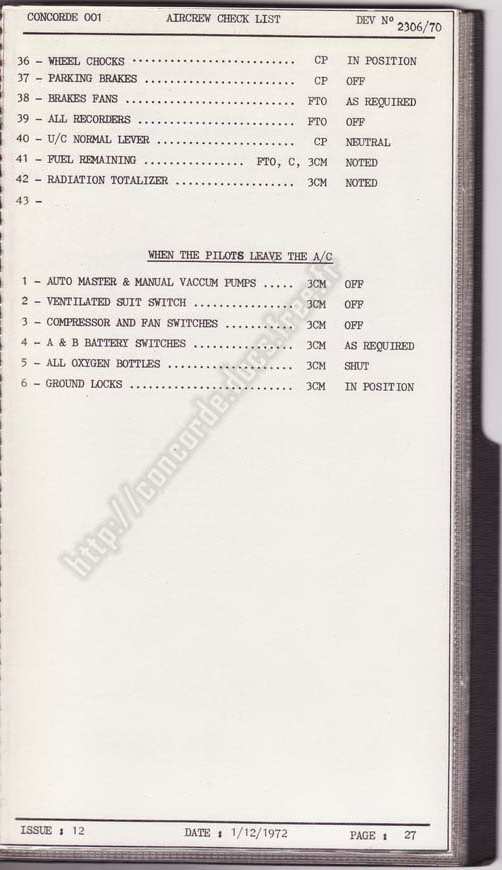 CONCORDE 001 AIRCREW CHECK LIST DEV Nº 2306/70
36 - WHEEL CHOCKS .......................... CP IN POSITION
37 - PARKING BRAKES ........................ CP OFF
38 - BRAKES FANS .......................... FTO AS REQUIRED
39 - ALL RECORDERS ........................ FTO OFF
40 - U/C NORMAL LEVER ...................... CP NEUTRAL
41 - FUEL REMAINING ................ FTO, C, 3CM NOTED
42 - RADIATION TOTALIZER ................... 3CM NOTED
43 -
WHEN THE PILOTS LEAVE THE A/C
1 - AUTO MASTER & MANUAL VACCUM PUMPS ..... 3CM OFF
2 - VENTILATED SUIT SWITCH ................ 3CM OFF
3 - COMPRESSOR AND FAN SWITCHES ........... 3CM OFF
4 - A & B BATTERY SWITCHES ................ 3CM AS REQUIRED
5 - ALL OXYGEN BOTTLES .................... 3CM SHUT
6 - GROUND LOCKS .......................... 3CM IN POSITION
http://concorde.docs.free.fr
ISSUE : 12 DATE : 1/12/1972 PAGE : 27